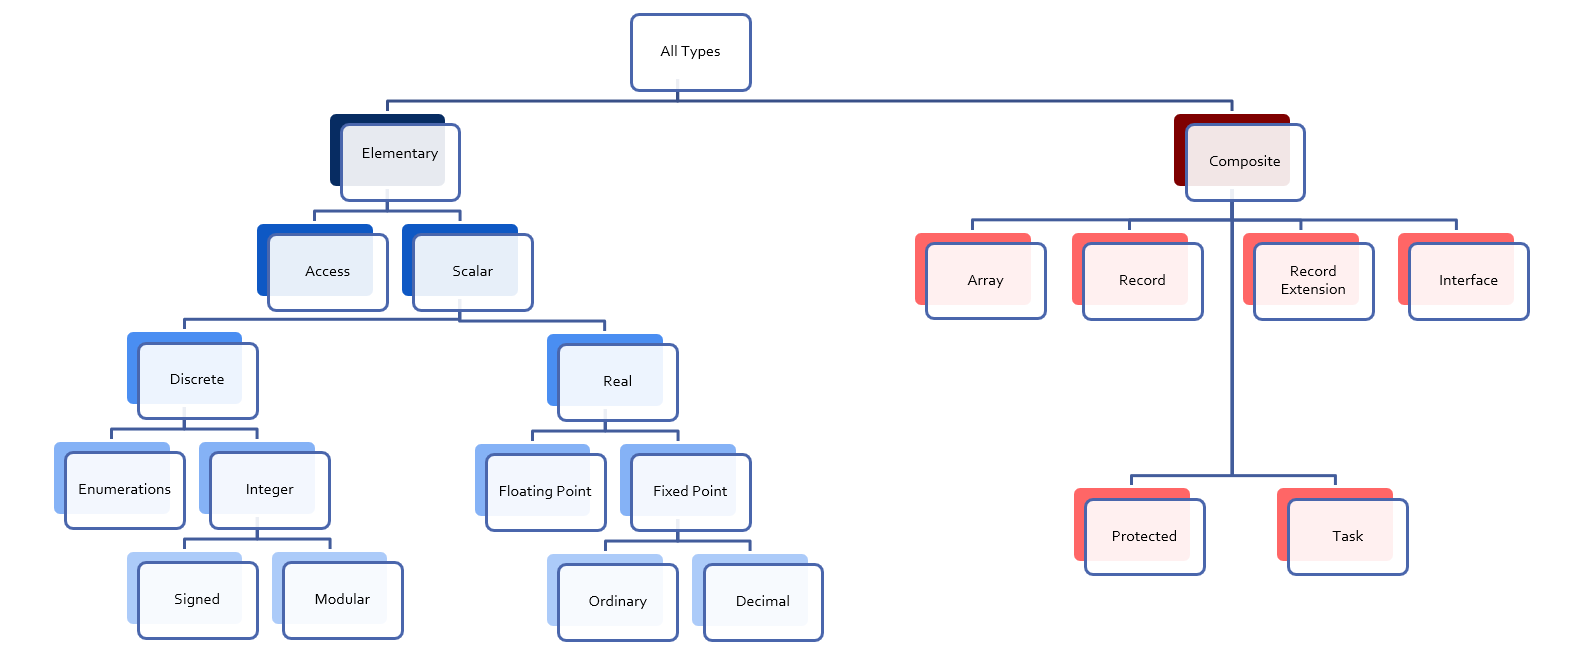 All Types
Elementary
Composite
Access
Scalar
Array
Record
Record
Extension
Interface
Discrete
Real
Enumerations
Integer
Floating Point
Fixed Point
Protected
Task
Signed
Modular
Ordinary
Decimal